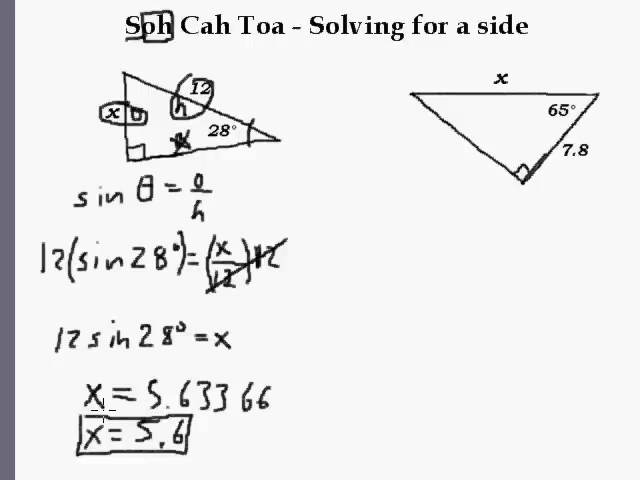 Soh Cah Toa - Solving for a side
12
h
x o
28°
sin θ = o/h
12(sin 28°) = (x/12)12
12 sin 28° = x
x = 5.63366
x = 5.6
x
65°
7.8